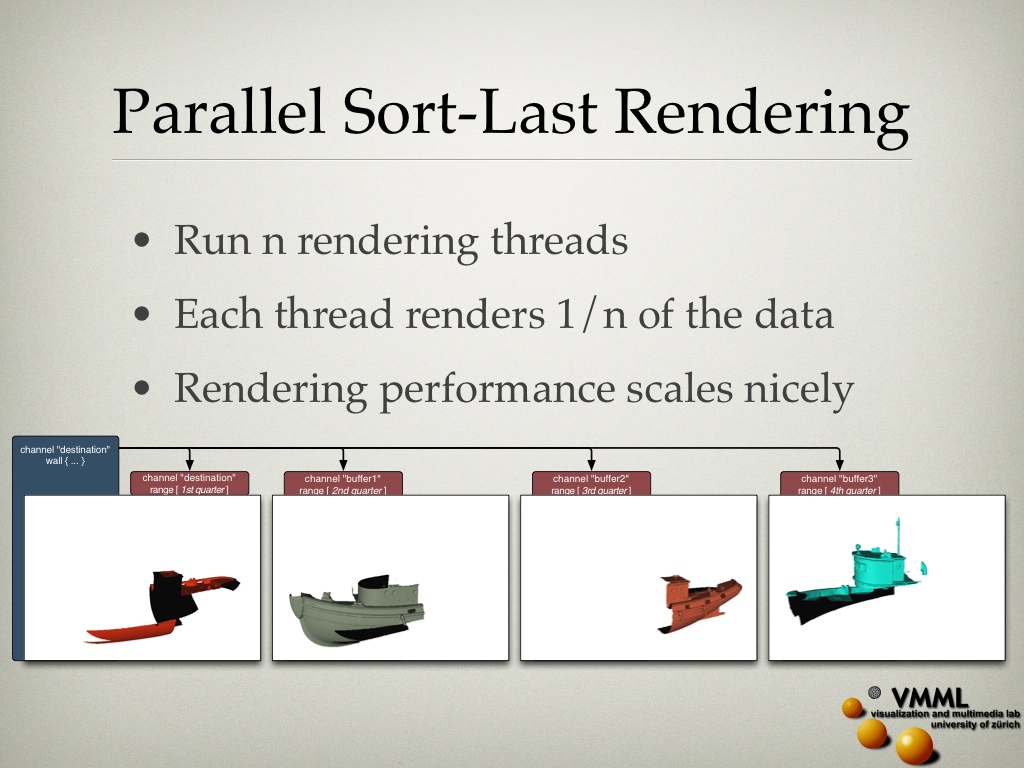 Parallel Sort-Last Rendering
• Run n rendering threads
• Each thread renders 1/n of the data
• Rendering performance scales nicely
channel "destination"
wall { ... }
channel "destination"
range [ 1st quarter ]
channel "buffer1"
range [ 2nd quarter ]
channel "buffer2"
range [ 3rd quarter ]
channel "buffer3"
range [ 4th quarter ]
VMML
visualization and multimedia lab
university of zürich